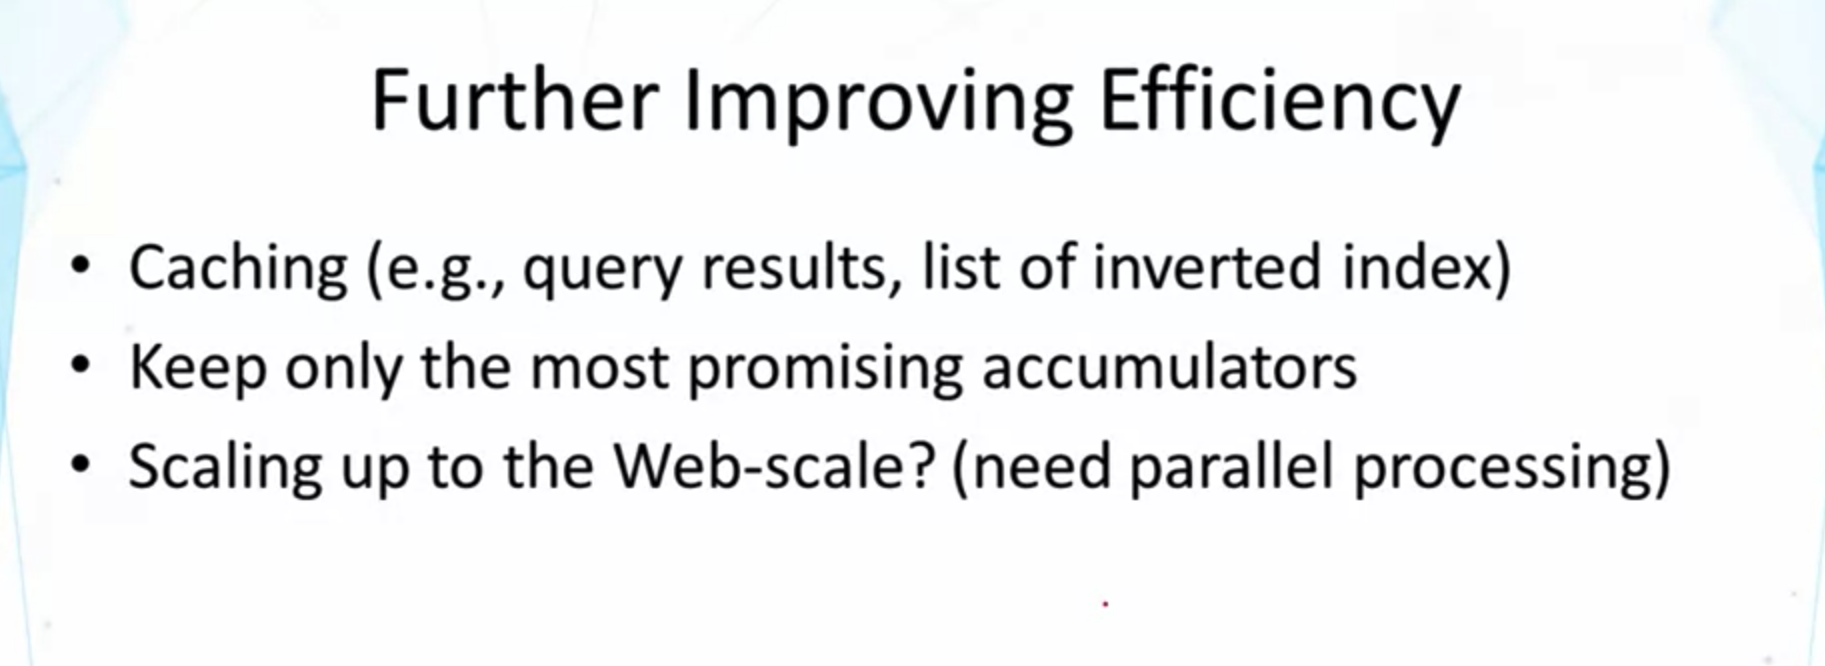 Further Improving Efficiency
• Caching (e.g., query results, list of inverted index)
• Keep only the most promising accumulators
• Scaling up to the Web-scale? (need parallel processing)